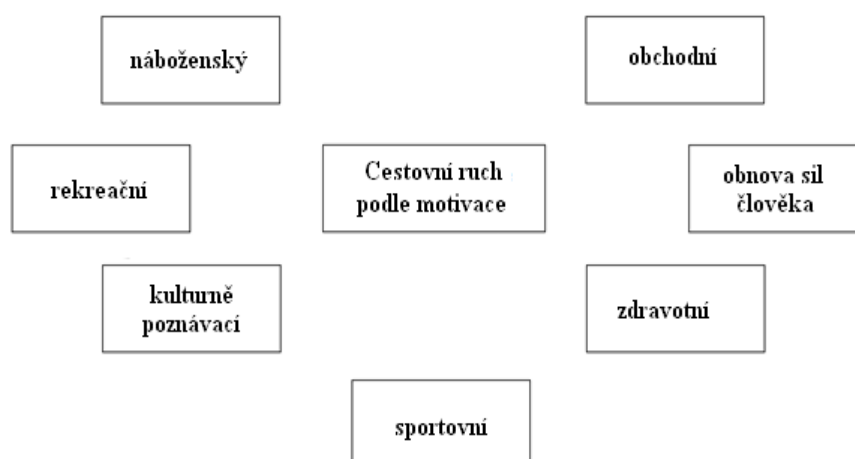 náboženský
obchodní
rekreační
Cestovní ruch
podle motivace
obnova sil
člověka
kulturně
poznávací
zdravotní
sportovní